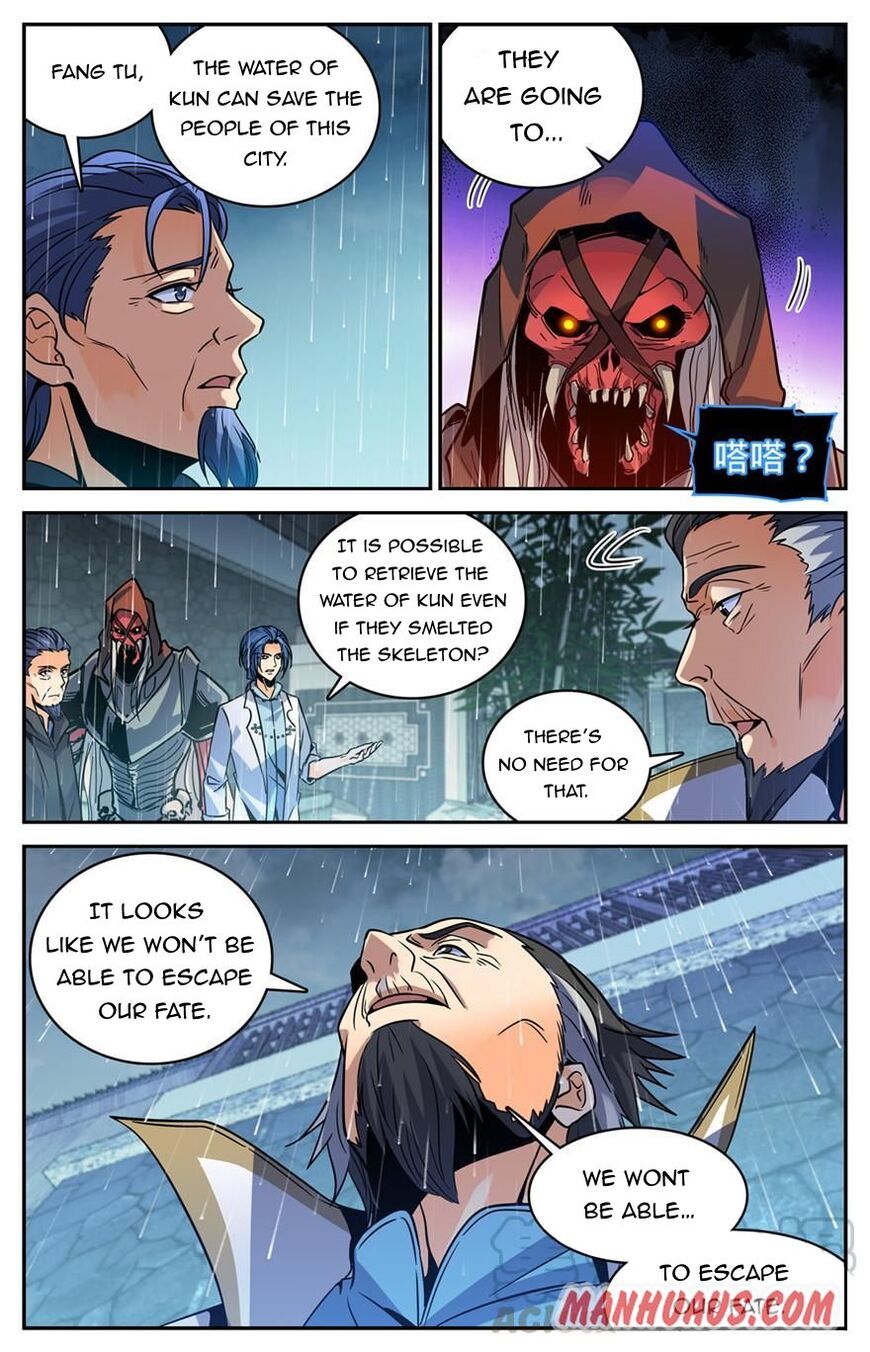 FANG TU,
THE WATER OF
KUN CAN SAVE THE
PEOPLE OF THIS
CITY.
THEY
ARE GOING
TO...
嗒嗒？
IT IS POSSIBLE
TO RETRIEVE THE
WATER OF KUN EVEN
IF THEY SMELTED
THE SKELETON?
THERE'S
NO NEED FOR
THAT.
IT LOOKS
LIKE WE WON'T BE
ABLE TO ESCAPE
OUR FATE.
WE WONT
BE ABLE...
TO ESCAPE
OUR FATE.
MANHUAUS.COM